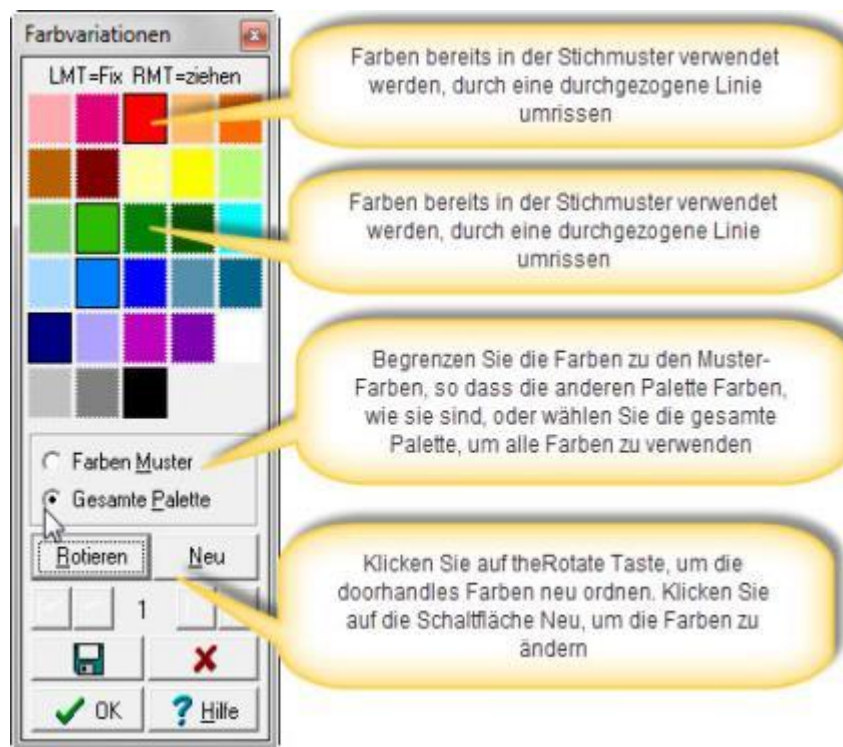 Farbvariationen
LMT=Fix RMT=ziehen
Farben bereits in der Stichmuster verwendet
werden, durch eine durchgezogene Linie
umrissen
Farben bereits in der Stichmuster verwendet
werden, durch eine durchgezogene Linie
umrissen
Begrenzen Sie die Farben zu den Muster-
Farben, so dass die anderen Palette Farben,
wie sie sind, oder wählen Sie die gesamte
Palette, um alle Farben zu verwenden
Farben Muster
Gesamte Palette
Rotieren Neu
Klicken Sie auf theRotate Taste, um die
doorhandles Farben neu ordnen. Klicken Sie
auf die Schaltfläche Neu, um die Farben zu
ändern
1
OK Hilfe